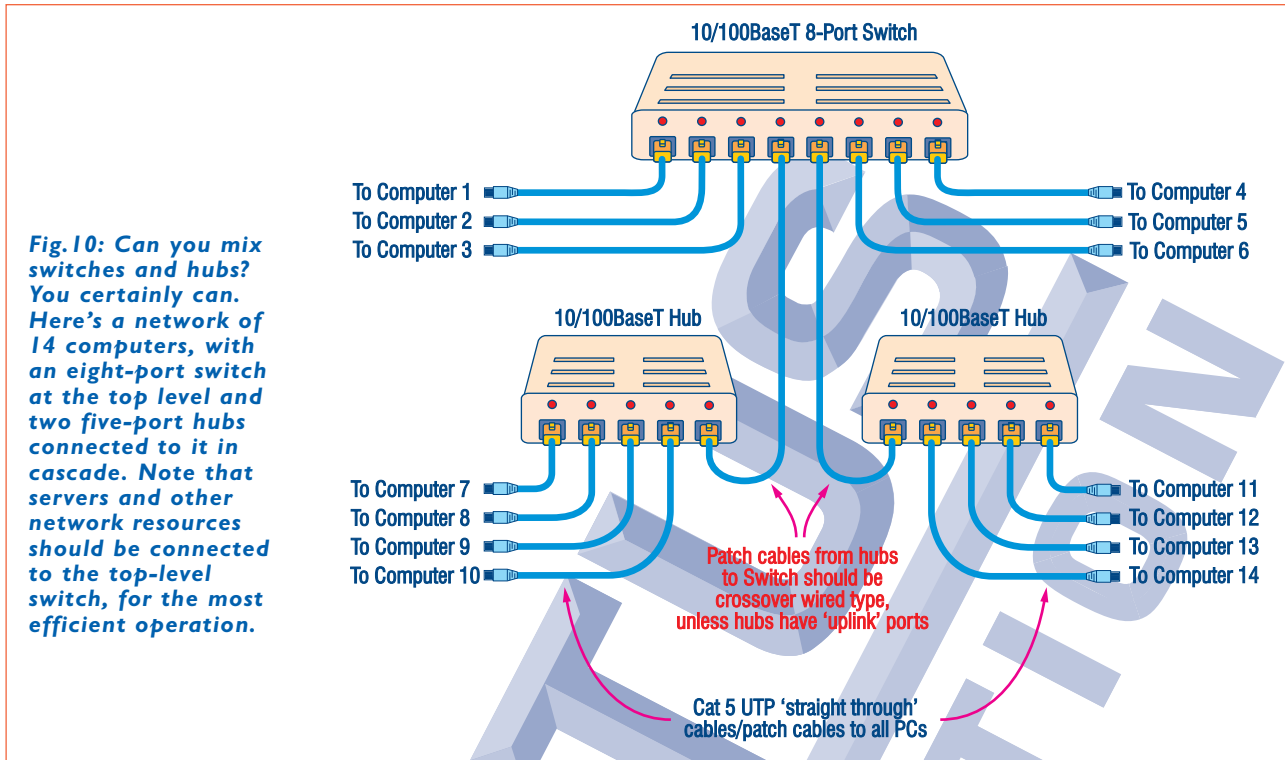 10/100BaseT 8-Port Switch
To Computer 1
To Computer 2
To Computer 3
To Computer 4
To Computer 5
To Computer 6
Fig.10: Can you mix
switches and hubs?
You certainly can.
Here's a network of
14 computers, with
an eight-port switch
at the top level and
two five-port hubs
connected to it in
cascade. Note that
servers and other
network resources
should be connected
to the top-level
switch, for the most
efficient operation.
10/100BaseT Hub
10/100BaseT Hub
To Computer 7
To Computer 8
To Computer 9
To Computer 10
To Computer 11
To Computer 12
To Computer 13
To Computer 14
Patch cables from hubs
to Switch should be
crossover wired type,
unless hubs have 'uplink' ports
Cat 5 UTP 'straight through'
cables/patch cables to all PCs